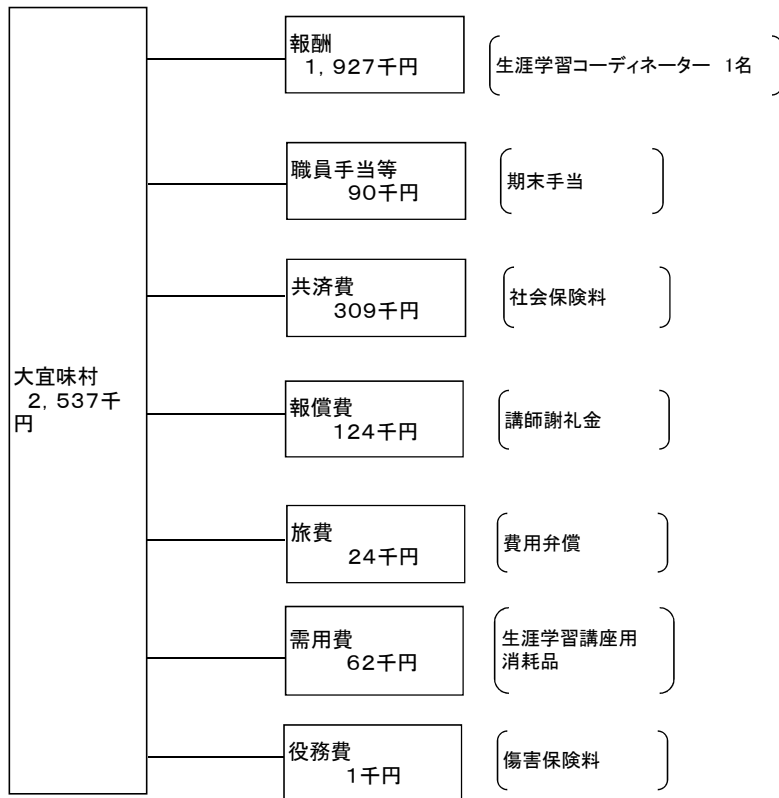 大宜味村
2,537千
円
報酬
1,927千円
生涯学習コーディネーター 1名
職員手当等
90千円
期末手当
共済費
309千円
社会保険料
報償費
124千円
講師謝礼金
旅費
24千円
費用弁償
需用費
62千円
生涯学習講座用
消耗品
役務費
1千円
傷害保険料